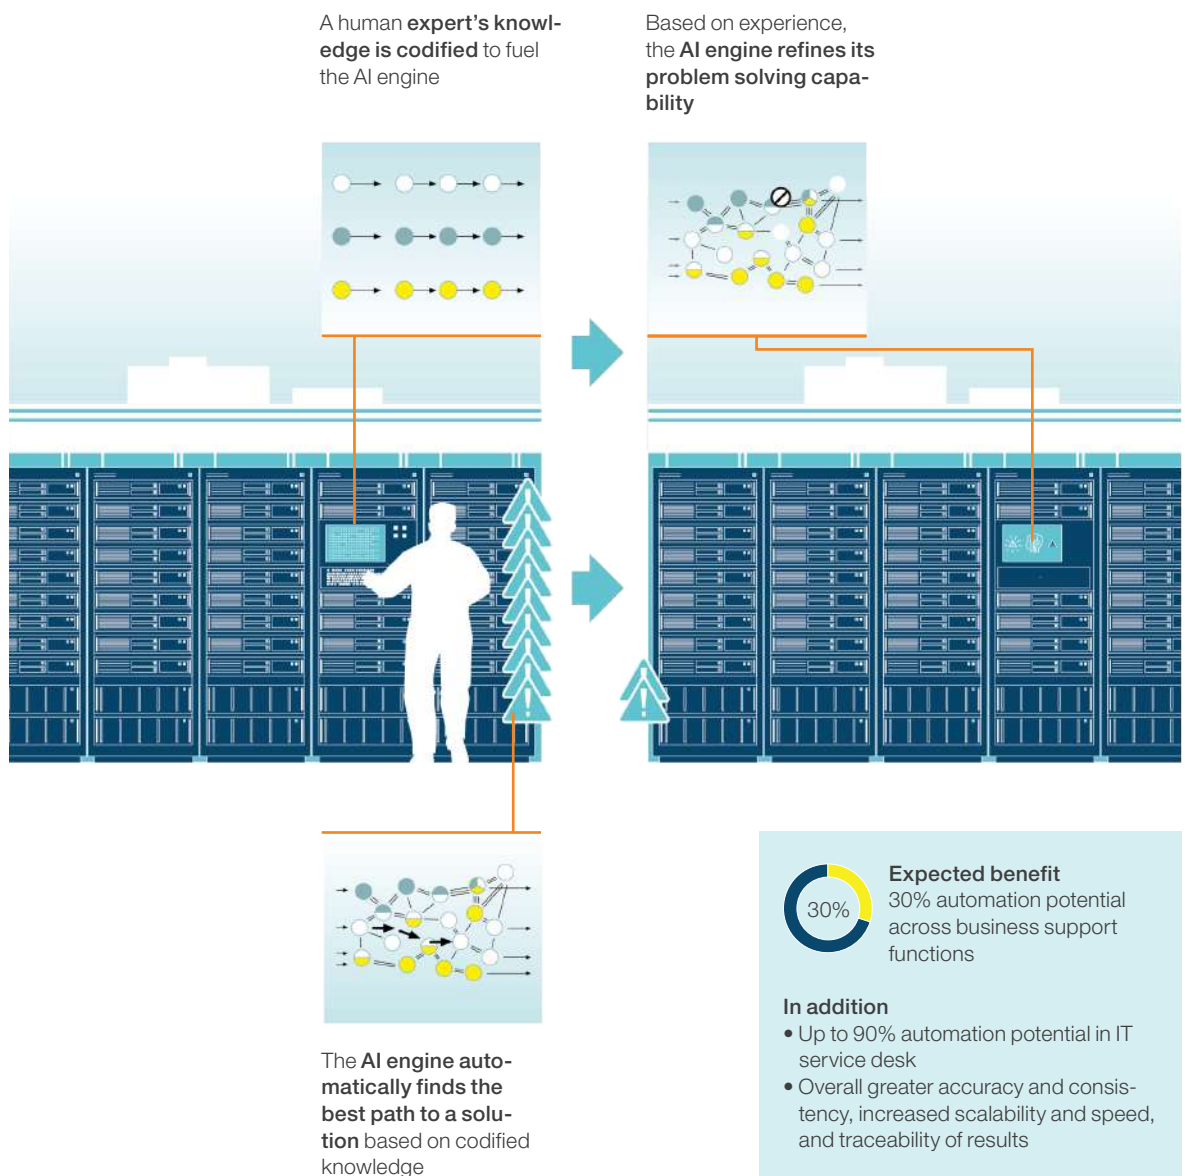 A human expert's knowl-
edge is codified to fuel
the AI engine
Based on experience,
the AI engine refines its
problem solving capa-
bility
The AI engine auto-
matically finds the
best path to a solu-
tion based on codified
knowledge
30%
Expected benefit
30% automation potential
across business support
functions
In addition
• Up to 90% automation potential in IT
service desk
• Overall greater accuracy and consis-
tency, increased scalability and speed,
and traceability of results